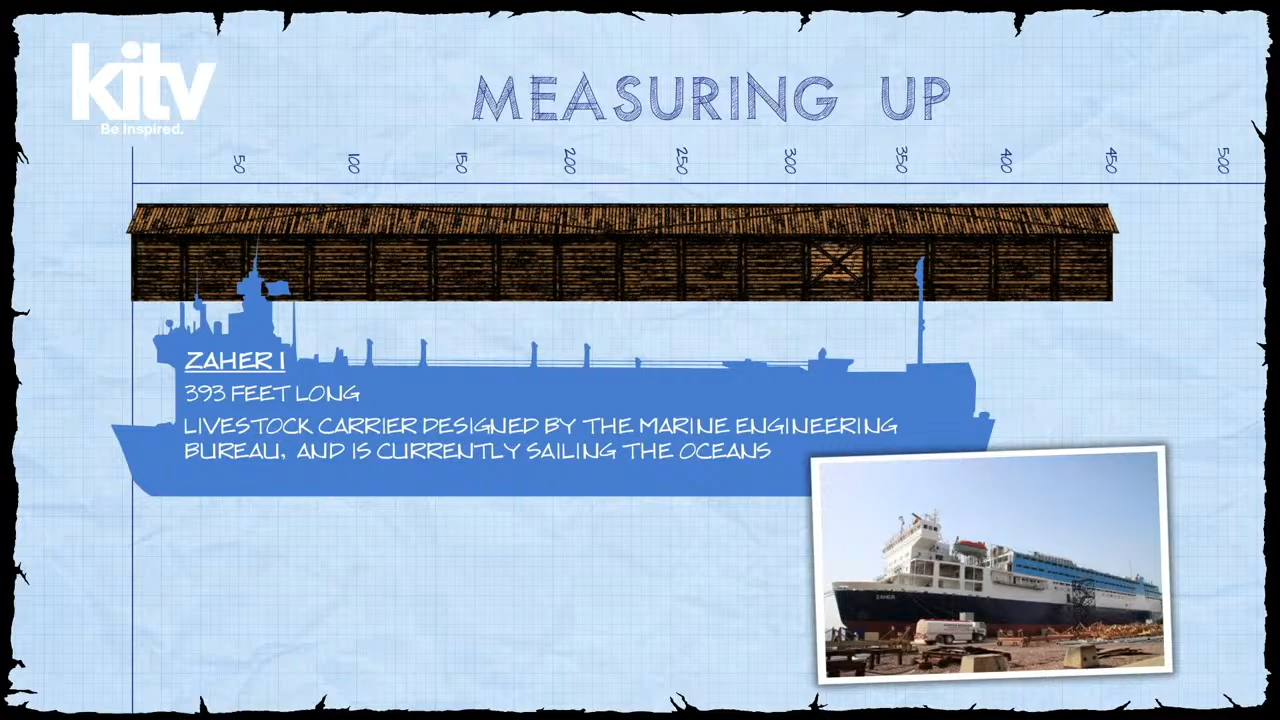 kitv
Be Inspired.
MEASURING UP
50 100 150 200 250 300 350 400 450 500
ZAHER I
393 FEET LONG
LIVESTOCK CARRIER DESIGNED BY THE MARINE ENGINEERING
BUREAU, AND IS CURRENTLY SAILING THE OCEANS
ZAHER